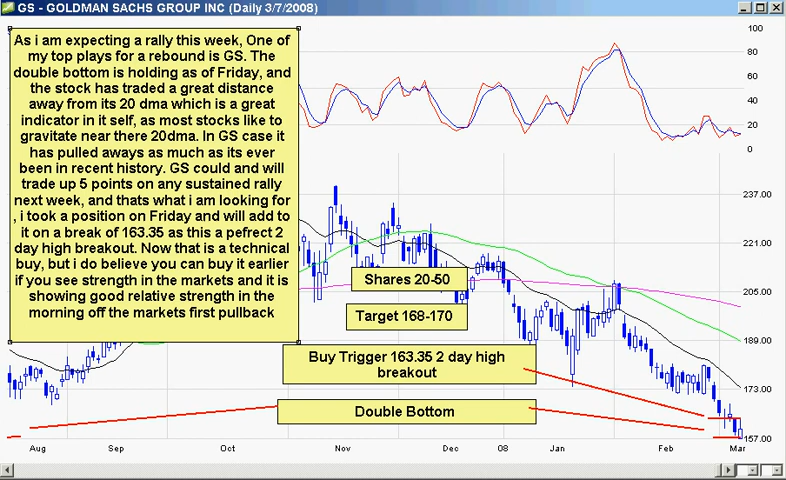 GS - GOLDMAN SACHS GROUP INC (Daily 3/7/2008)
As i am expecting a rally this week, One of
my top plays for a rebound is GS. The
double bottom is holding as of Friday, and
the stock has traded a great distance
away from its 20 dma which is a great
indicator in it self, as most stocks like to
gravitate near there 20dma. In GS case it
has pulled aways as much as its ever
been in recent history. GS could and will
trade up 5 points on any sustained rally
next week, and thats what i am looking for
, i took a position on Friday and will add to
it on a break of 163.35 as this a pefrect 2
day high breakout. Now that is a technical
buy, but i do believe you can buy it earlier
if you see strength in the markets and it is
showing good relative strength in the
morning off the markets first pullback
100
80
60
40
20
0
237.00
221.00
205.00
189.00
173.00
157.00
Shares 20-50
Target 168-170
Buy Trigger 163.35 2 day high
breakout
Double Bottom
Aug Sep Oct Nov Dec 08 Jan Feb Mar